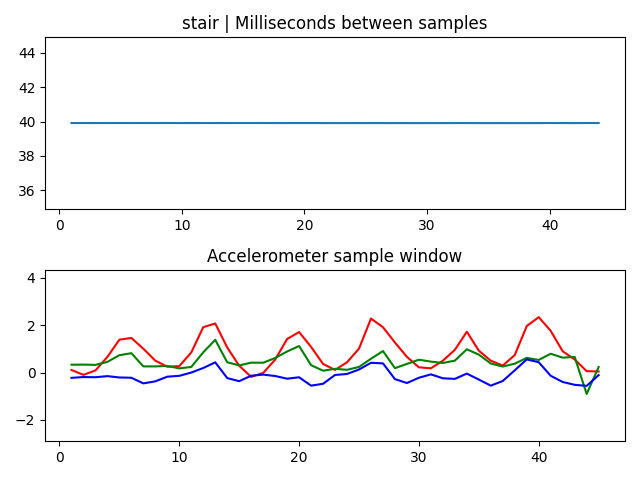 stair | Milliseconds between samples
44
42
40
38
36
0 10 20 30 40
Accelerometer sample window
4
2
0
−2
0 10 20 30 40